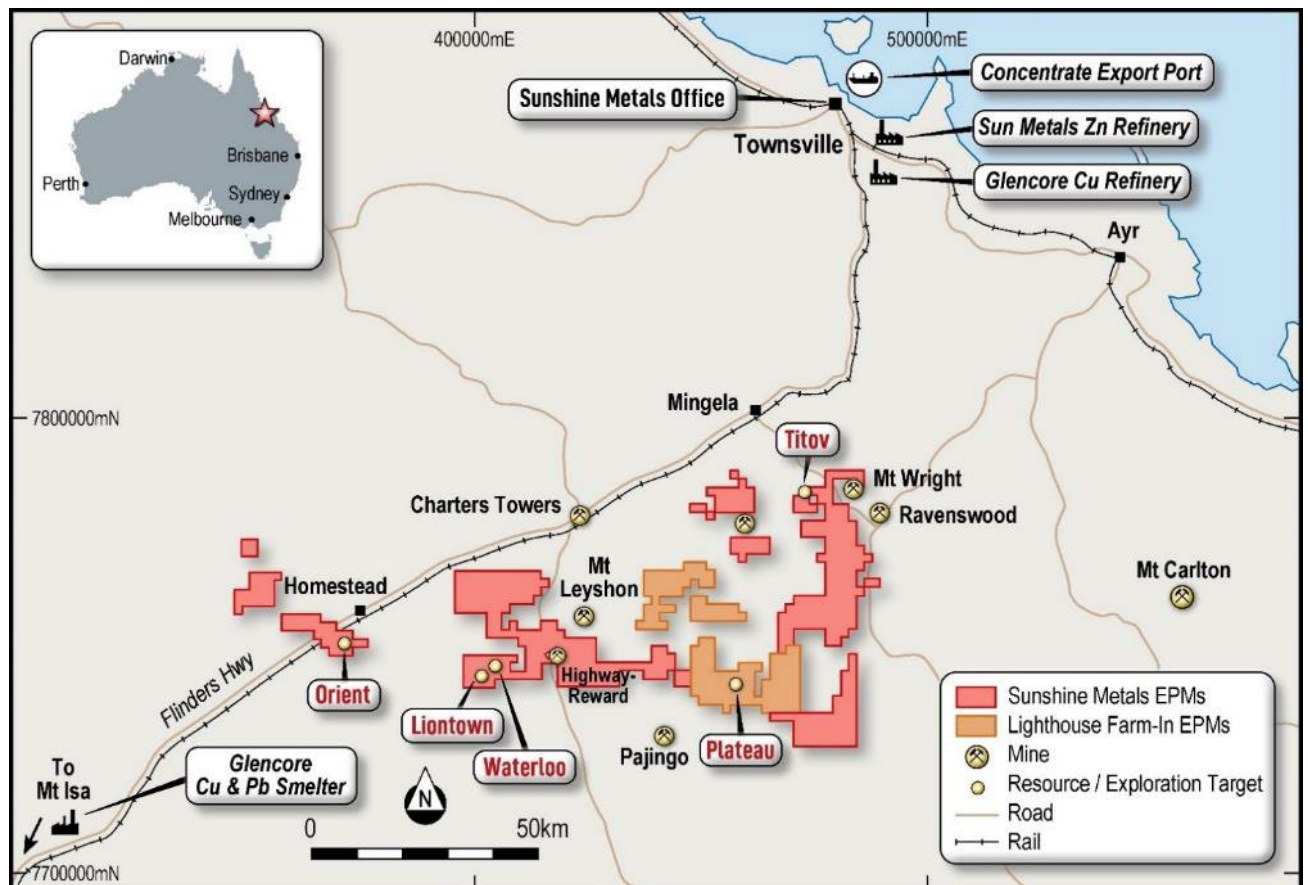 400000mE
500000mE
Darwin
Brisbane
Perth
Sydney
Melbourne
Sunshine Metals Office
Concentrate Export Port
Townsville
Sun Metals Zn Refinery
Glencore Cu Refinery
Ayr
7800000mN
Mingela
Titov
Mt Wright
Charters Towers
Ravenswood
Homestead
Mt
Leyshon
Mt Carlton
Flinders Hwy
Orient
Highway-
Reward
Liontown
Waterloo
Pajingo
Plateau
To
Mt Isa
Glencore
Cu & Pb Smelter
N
0
50km
Sunshine Metals EPMs
Lighthouse Farm-In EPMs
Mine
Resource / Exploration Target
Road
Rail
7700000mN